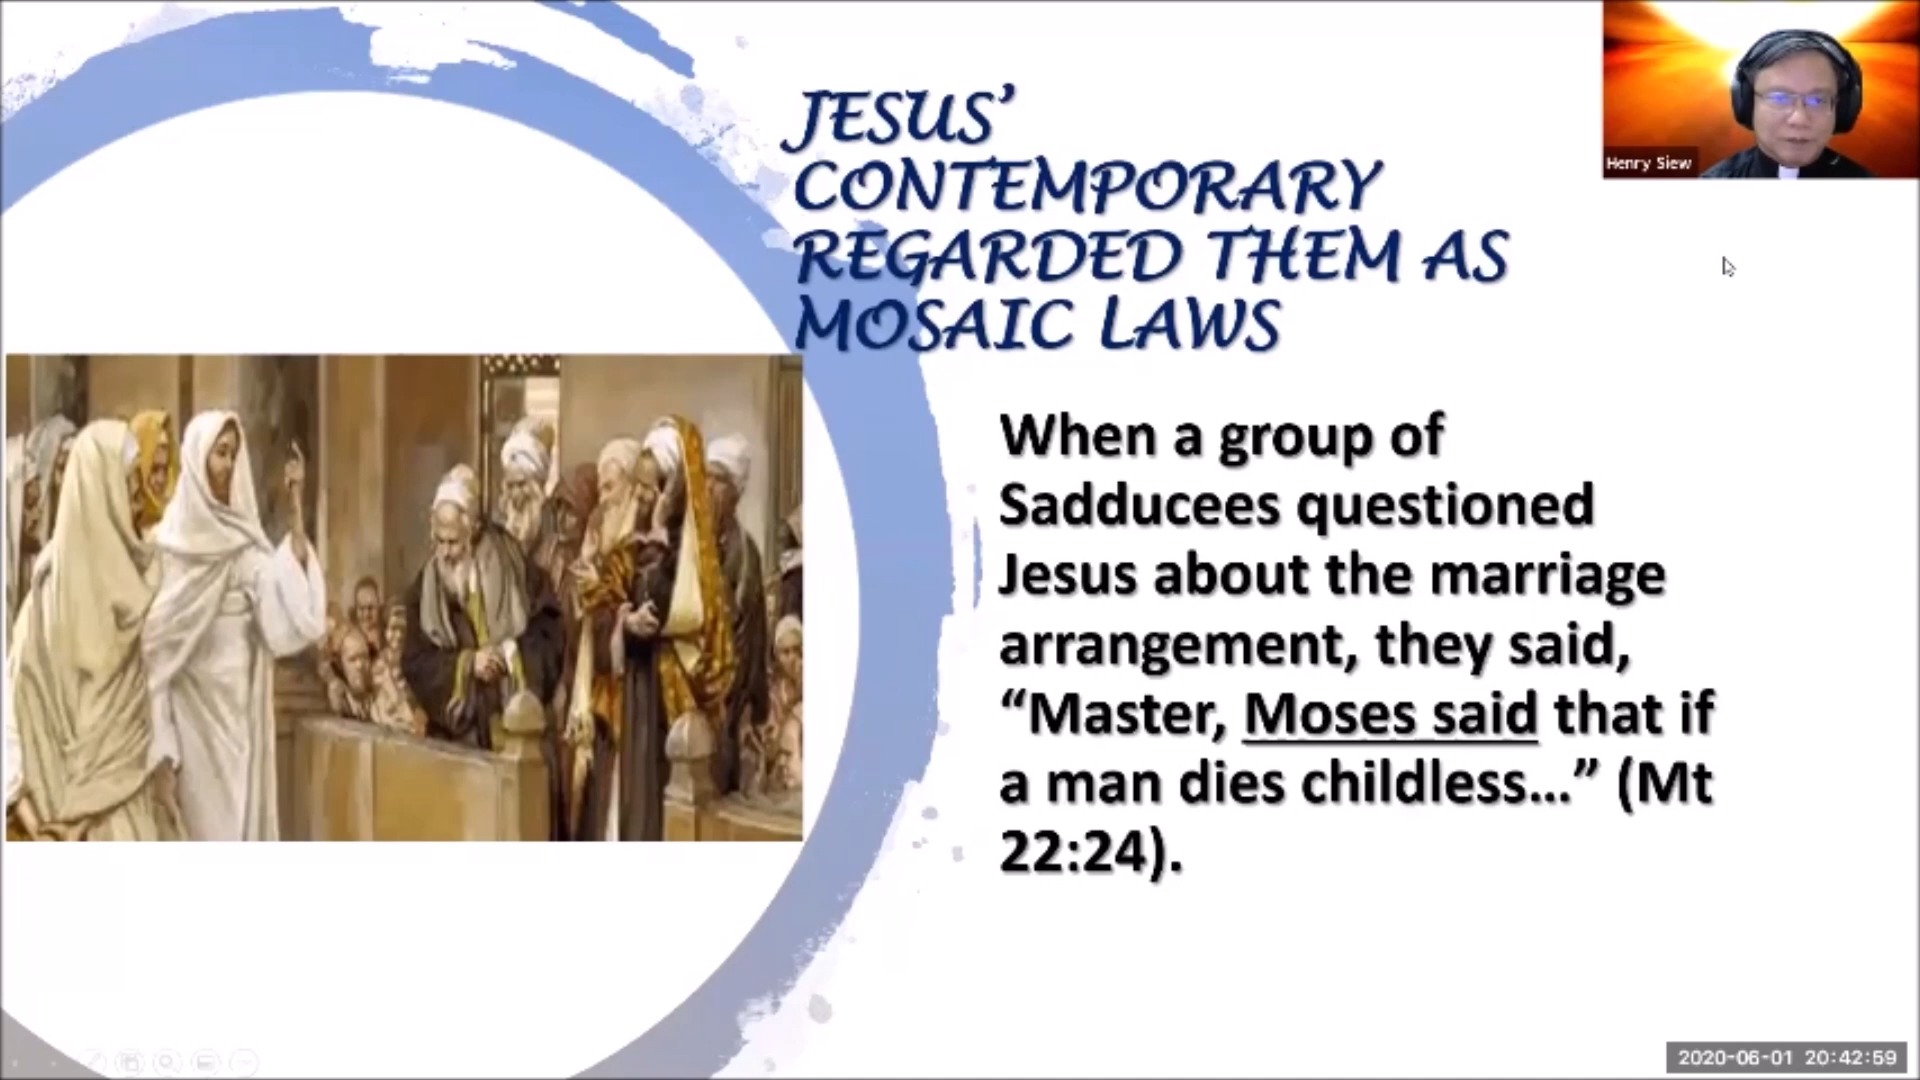 JESUS’
CONTEMPORARY
REGARDED THEM AS
MOSAIC LAWS
Henry Siew
When a group of
Sadducees questioned
Jesus about the marriage
arrangement, they said,
“Master, Moses said that if
a man dies childless…” (Mt
22:24).
2020-06-01 20:42:59